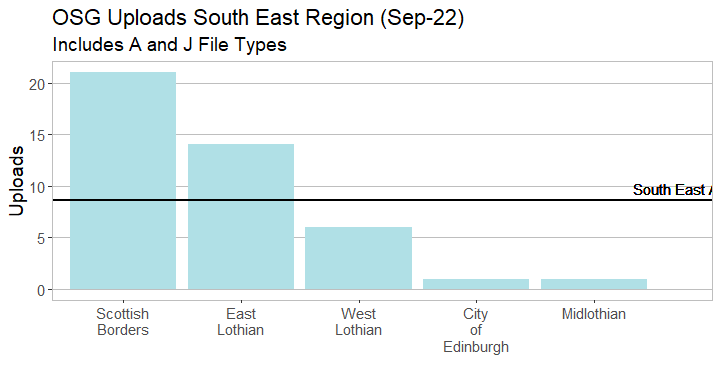 OSG Uploads South East Region (Sep-22)
Includes A and J File Types
Uploads
20
15
10
5
0
South East A
Scottish
Borders
East
Lothian
West
Lothian
City
of
Edinburgh
Midlothian